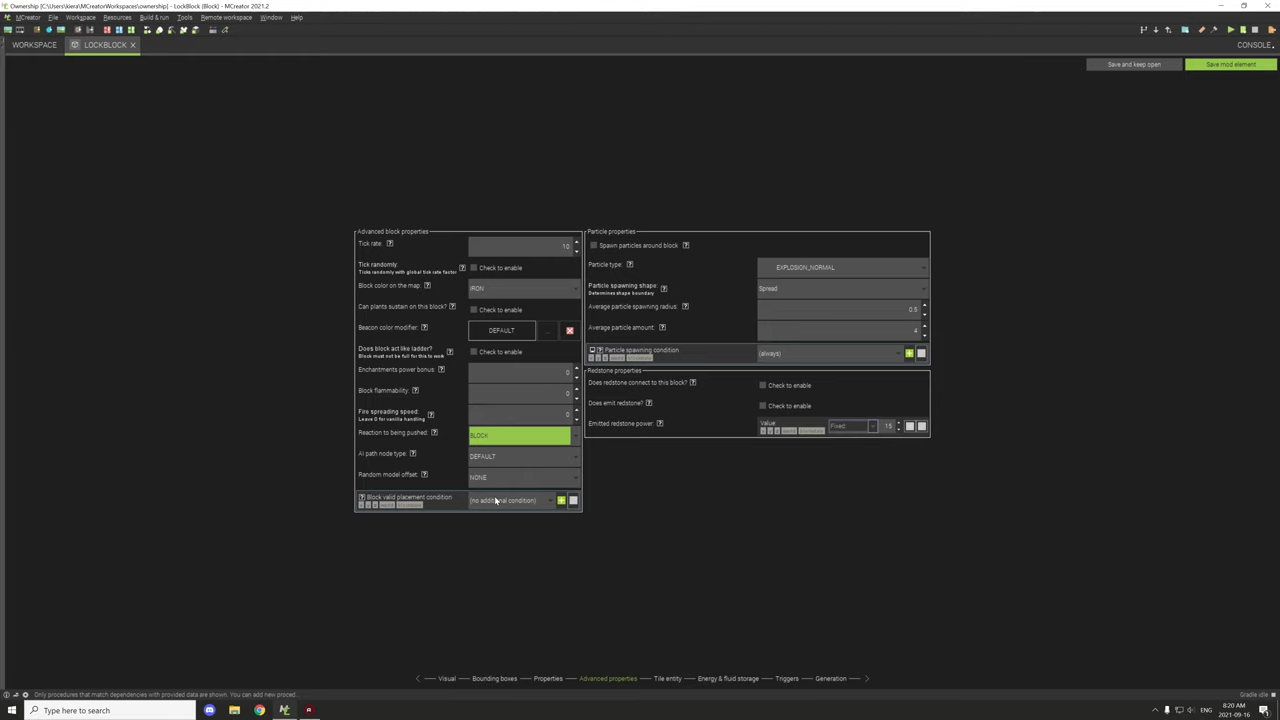 Ownership [C:\Users\kiera\MCreatorWorkspaces\ownership] - LockBlock (Block) - MCreator 2021.2
MCreator File Workspace Resources Build & run Tools Remote workspace Window Help
WORKSPACE LOCKBLOCK CONSOLE
Save and keep open Save mod element
Advanced block properties
Tick rate: ? 10
Tick randomly:
Ticks randomly with global tick rate factor ? Check to enable
Block color on the map: ? IRON
Can plants sustain on this block? ? Check to enable
Beacon color modifier: ? DEFAULT ...
Does block act like ladder?
Block must not be full for this to work ? Check to enable
Enchantments power bonus: ? 0
Block flammability: ? 0
Fire spreading speed:
Leave 0 for vanilla handling ? 0
Reaction to being pushed: ? BLOCK
AI path node type: ? DEFAULT
Random model offset: ? NONE
? Block valid placement condition (no additional condition)
x y z world
Particle properties
Spawn particles around block ?
Particle type: ? EXPLOSION_NORMAL
Particle spawning shape:
Determines shape boundary ? Spread
Average particle spawning radius: ? 0.5
Average particle amount: ? 4
? Particle spawning condition (always)
x y z world
Redstone properties
Does redstone connect to this block? ? Check to enable
Does emit redstone? ? Check to enable
Emitted redstone power: ? Value: Fixed: 15
x y z world
Visual Bounding boxes Properties Advanced properties Tile entity Energy & fluid storage Triggers Generation
Only procedures that match dependencies with provided data are shown. You can add new proced... Gradle idle
Type here to search
ENG 8:20 AM
2021-09-16